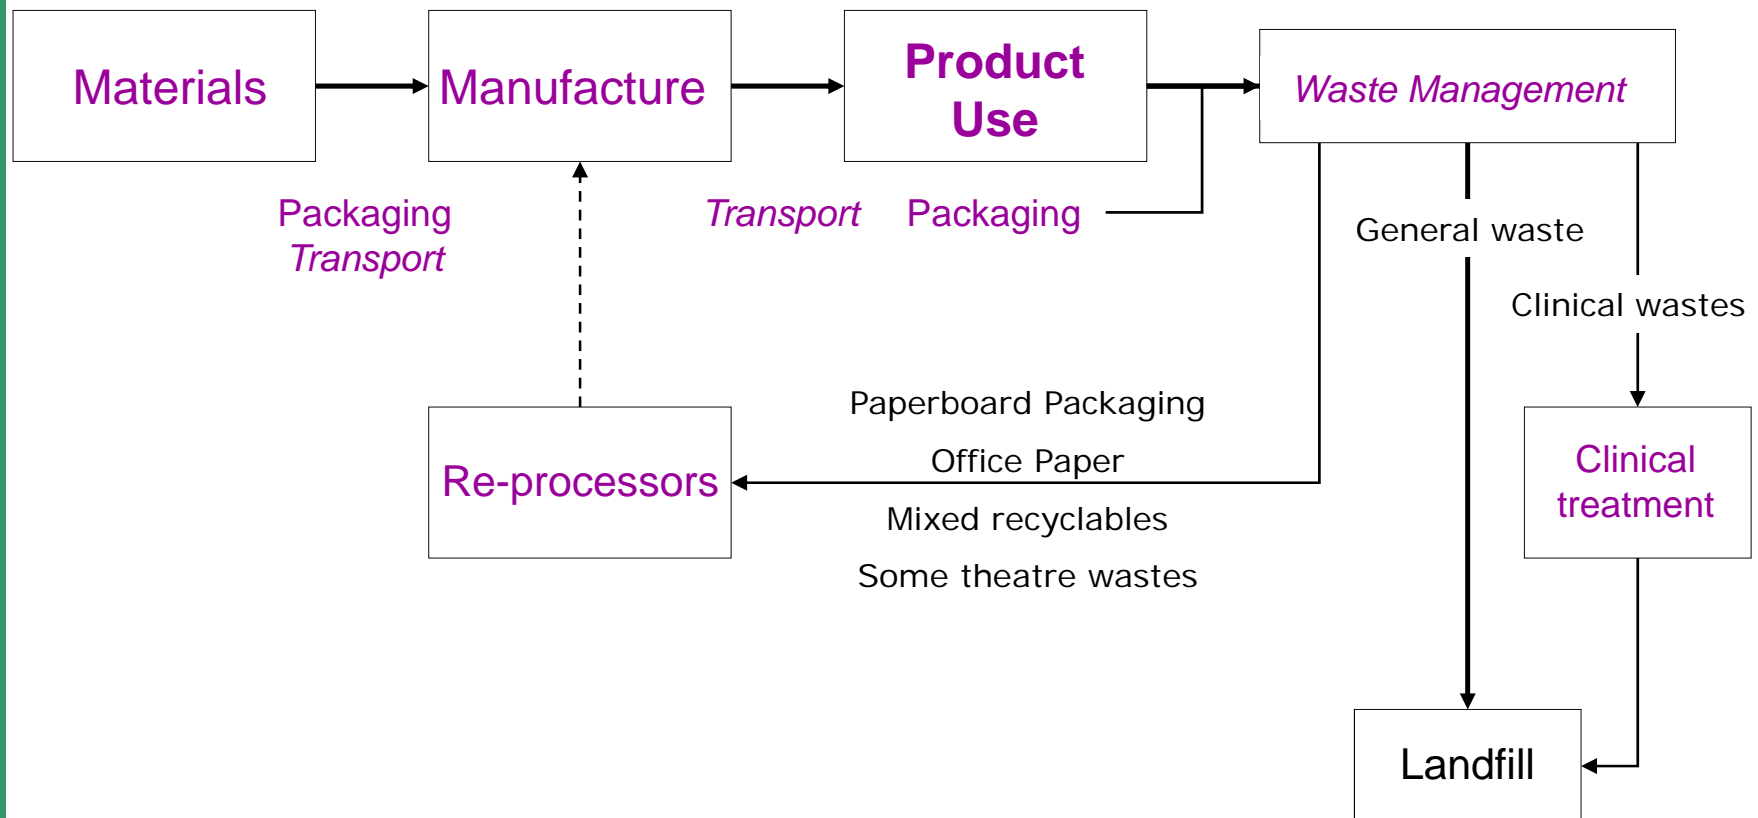 Materials
Manufacture
Product
Use
Waste Management
Packaging
Transport
Transport
Packaging
General waste
Clinical wastes
Paperboard Packaging
Office Paper
Mixed recyclables
Some theatre wastes
Re-processors
Clinical
treatment
Landfill